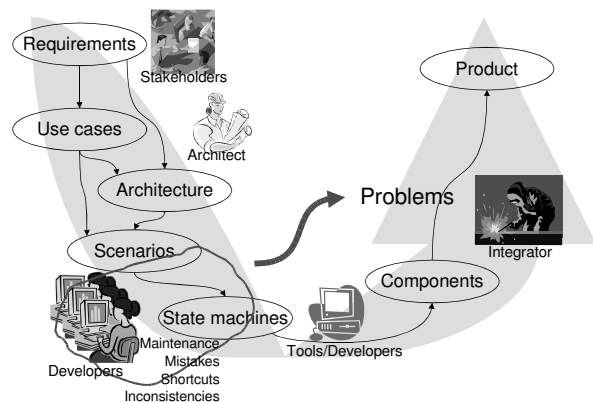 Requirements
Stakeholders
Product
Use cases
Architect
Architecture
Problems
Scenarios
Integrator
Components
State machines
Developers
Maintenance
Mistakes
Shortcuts
Inconsistencies
Tools/Developers